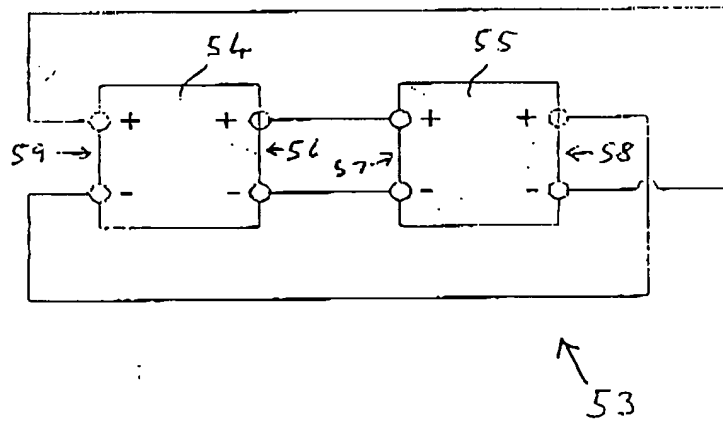 54
55
+ + + +
59 → ← 56 57 → ← 58
- - - -
53